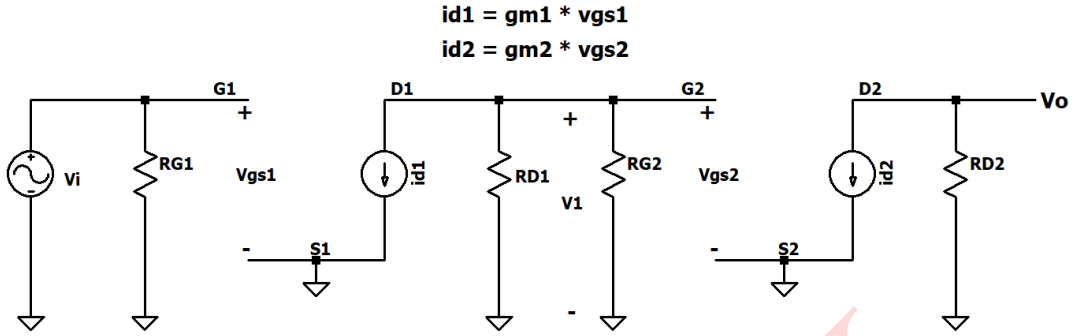 id1 = gm1 * vgs1
id2 = gm2 * vgs2
G1
D1
G2
D2
Vo
+
+
+
+
Vi
-
RG1
Vgs1
id1
RD1
V1
RG2
Vgs2
id2
RD2
-
S1
-
S2
-